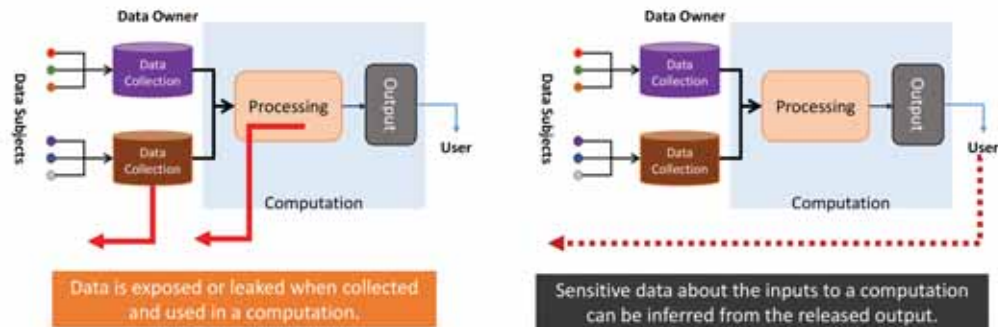 Data Owner
Data Subjects
Data
Collection
Data
Collection
Processing
Output
User
Computation
Data is exposed or leaked when collected
and used in a computation.
Data Owner
Data Subjects
Data
Collection
Data
Collection
Processing
Output
User
Computation
Sensitive data about the inputs to a computation
can be inferred from the released output.